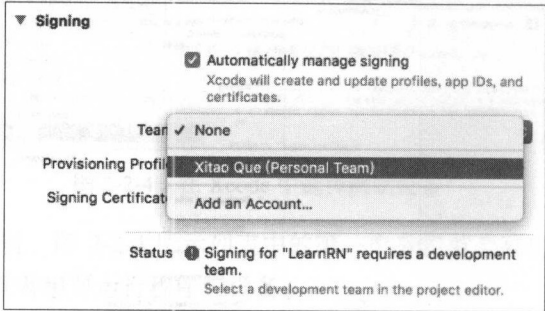 Signing
Automatically manage signing
Xcode will create and update profiles, app IDs, and
certificates.
Team ✓ None
Provisioning Profil Xitao Que (Personal Team)
Signing Certificat Add an Account...
Status Signing for "LearnRN" requires a development
team.
Select a development team in the project editor.